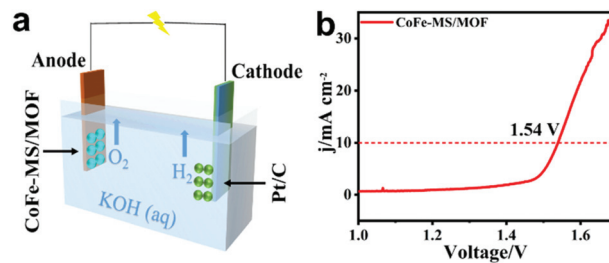 a
Anode
Cathode
CoFe-MS/MOF
O₂
H₂
Pt/C
KOH (aq)
b
CoFe-MS/MOF
1.54 V
j/mA cm⁻²
30
20
10
0
1.0
1.2
1.4
1.6
Voltage/V